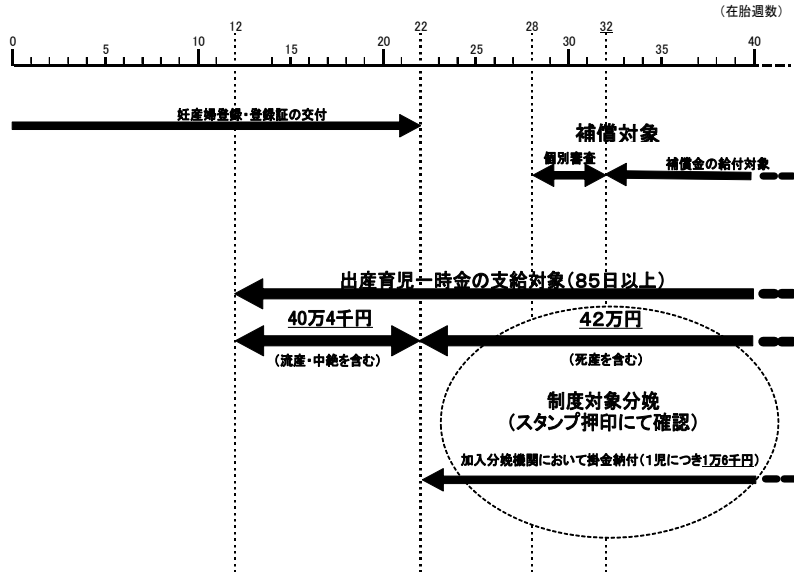 （在胎週数）
12 22 28 32
0 5 10 15 20 25 30 35 40
妊産婦登録・登録証の交付
補償対象
個別審査
補償金の給付対象
出産育児一時金の支給対象（85日以上）
40万4千円
42万円
（流産・中絶を含む）
（死産を含む）
制度対象分娩
（スタンプ押印にて確認）
加入分娩機関において掛金納付（1児につき1万6千円）